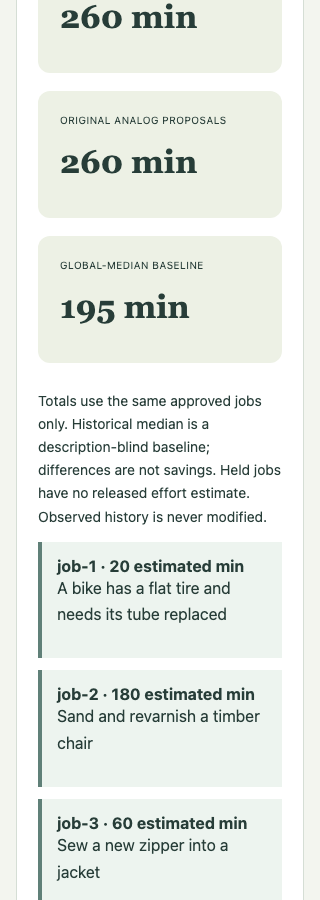 260 min
ORIGINAL ANALOG PROPOSALS
260 min
GLOBAL-MEDIAN BASELINE
195 min
Totals use the same approved jobs
only. Historical median is a
description-blind baseline;
differences are not savings. Held jobs
have no released effort estimate.
Observed history is never modified.
job-1 · 20 estimated min
A bike has a flat tire and
needs its tube replaced
job-2 · 180 estimated min
Sand and revarnish a timber
chair
job-3 · 60 estimated min
Sew a new zipper into a
jacket